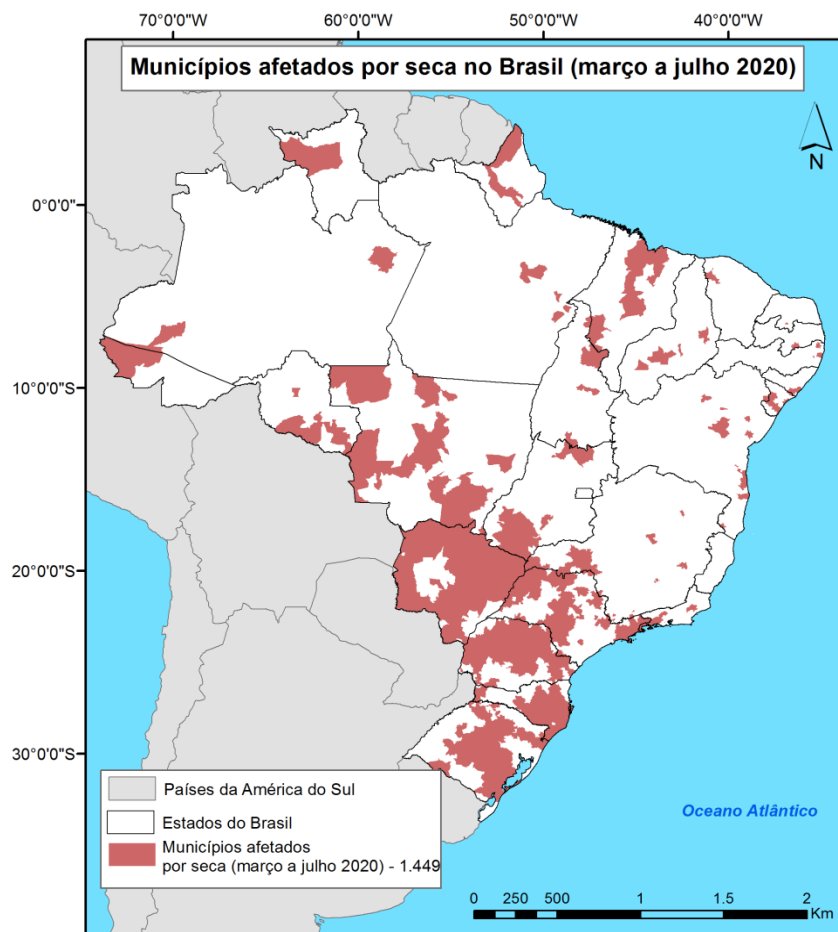 70°0'0"W 60°0'0"W 50°0'0"W 40°0'0"W
Municípios afetados por seca no Brasil (março a julho 2020)
N
0°0'0"
10°0'0"S
20°0'0"S
30°0'0"S
Países da América do Sul
Estados do Brasil
Municípios afetados
por seca (março a julho 2020) - 1.449
Oceano Atlântico
0 250 500 1 1.5 2
Km